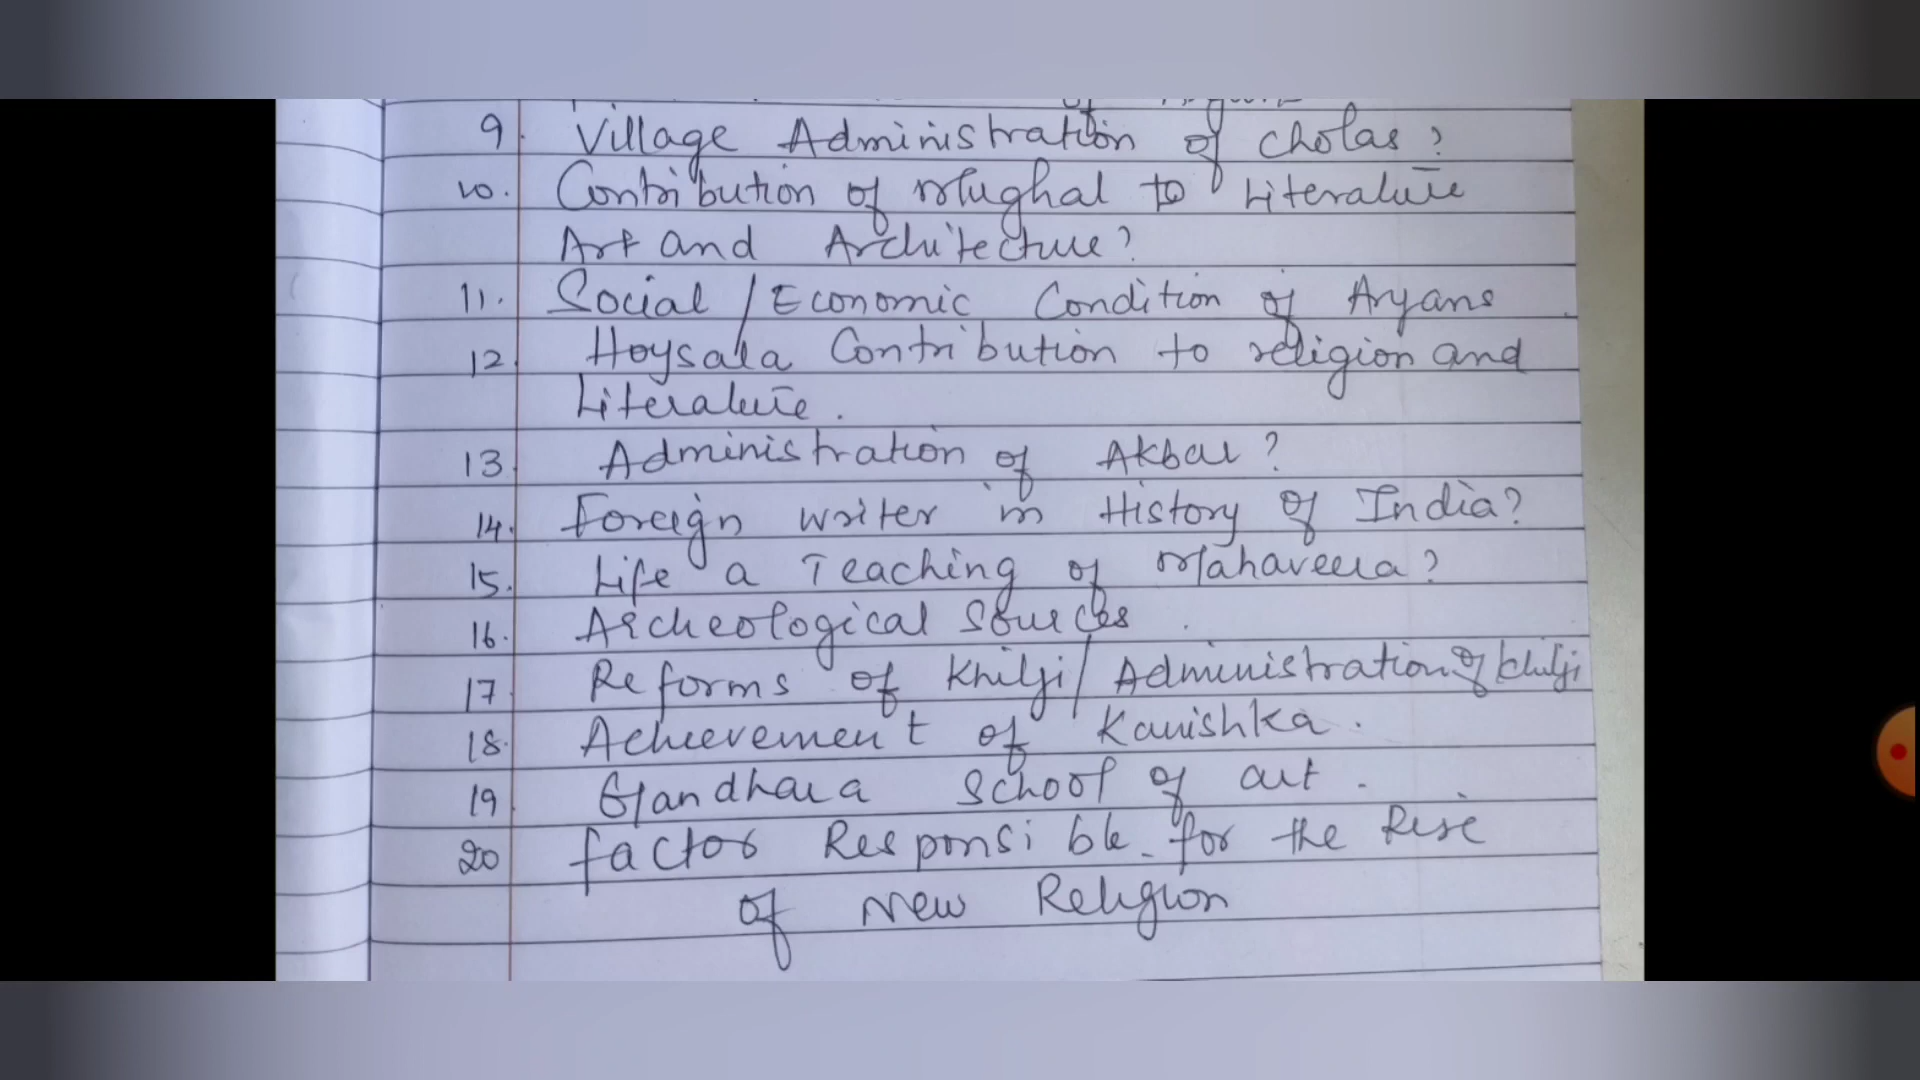 9. Village Administration of Cholas?
10. Contribution of Mughal to Literature
Art and Architecture?
11. Social / Economic Condition of Aryans
12. Hoysala Contribution to religion and
Literature.
13. Administration of Akbar?
14. Foreign writer in History of India?
15. Life a Teaching of Mahaveera?
16. Archeological Sources.
17. Reforms of Khilji / Administration of khilji
18. Achievement of Kanishka.
19. Gandhara School of art.
20 factor Responsible for the Rise
of New Religion